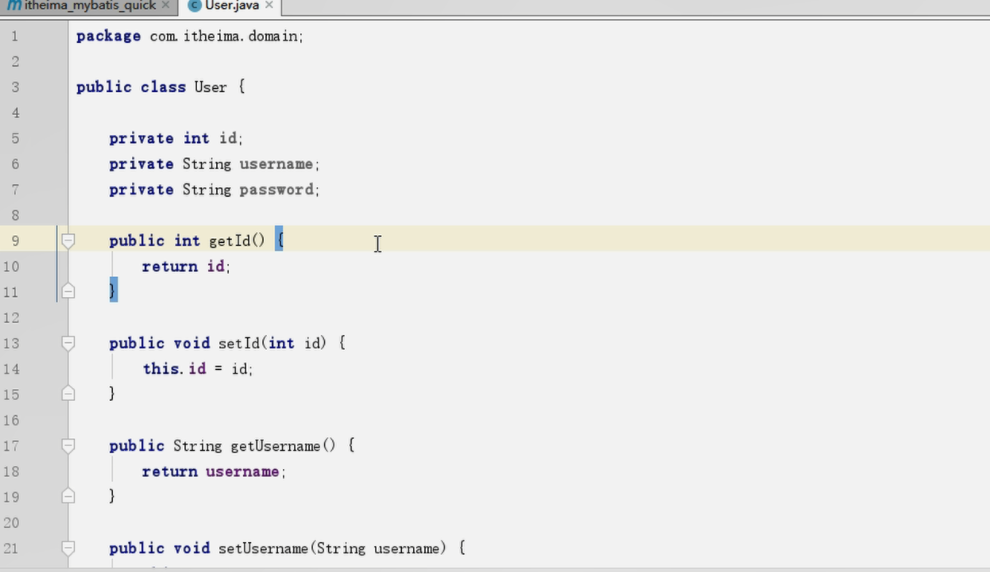 itheima_mybatis_quick
User.java
1 package com.itheima.domain;
2
3 public class User {
4
5 private int id;
6 private String username;
7 private String password;
8
9 public int getId() {
10 return id;
11 }
12
13 public void setId(int id) {
14 this.id = id;
15 }
16
17 public String getUsername() {
18 return username;
19 }
20
21 public void setUsername(String username) {